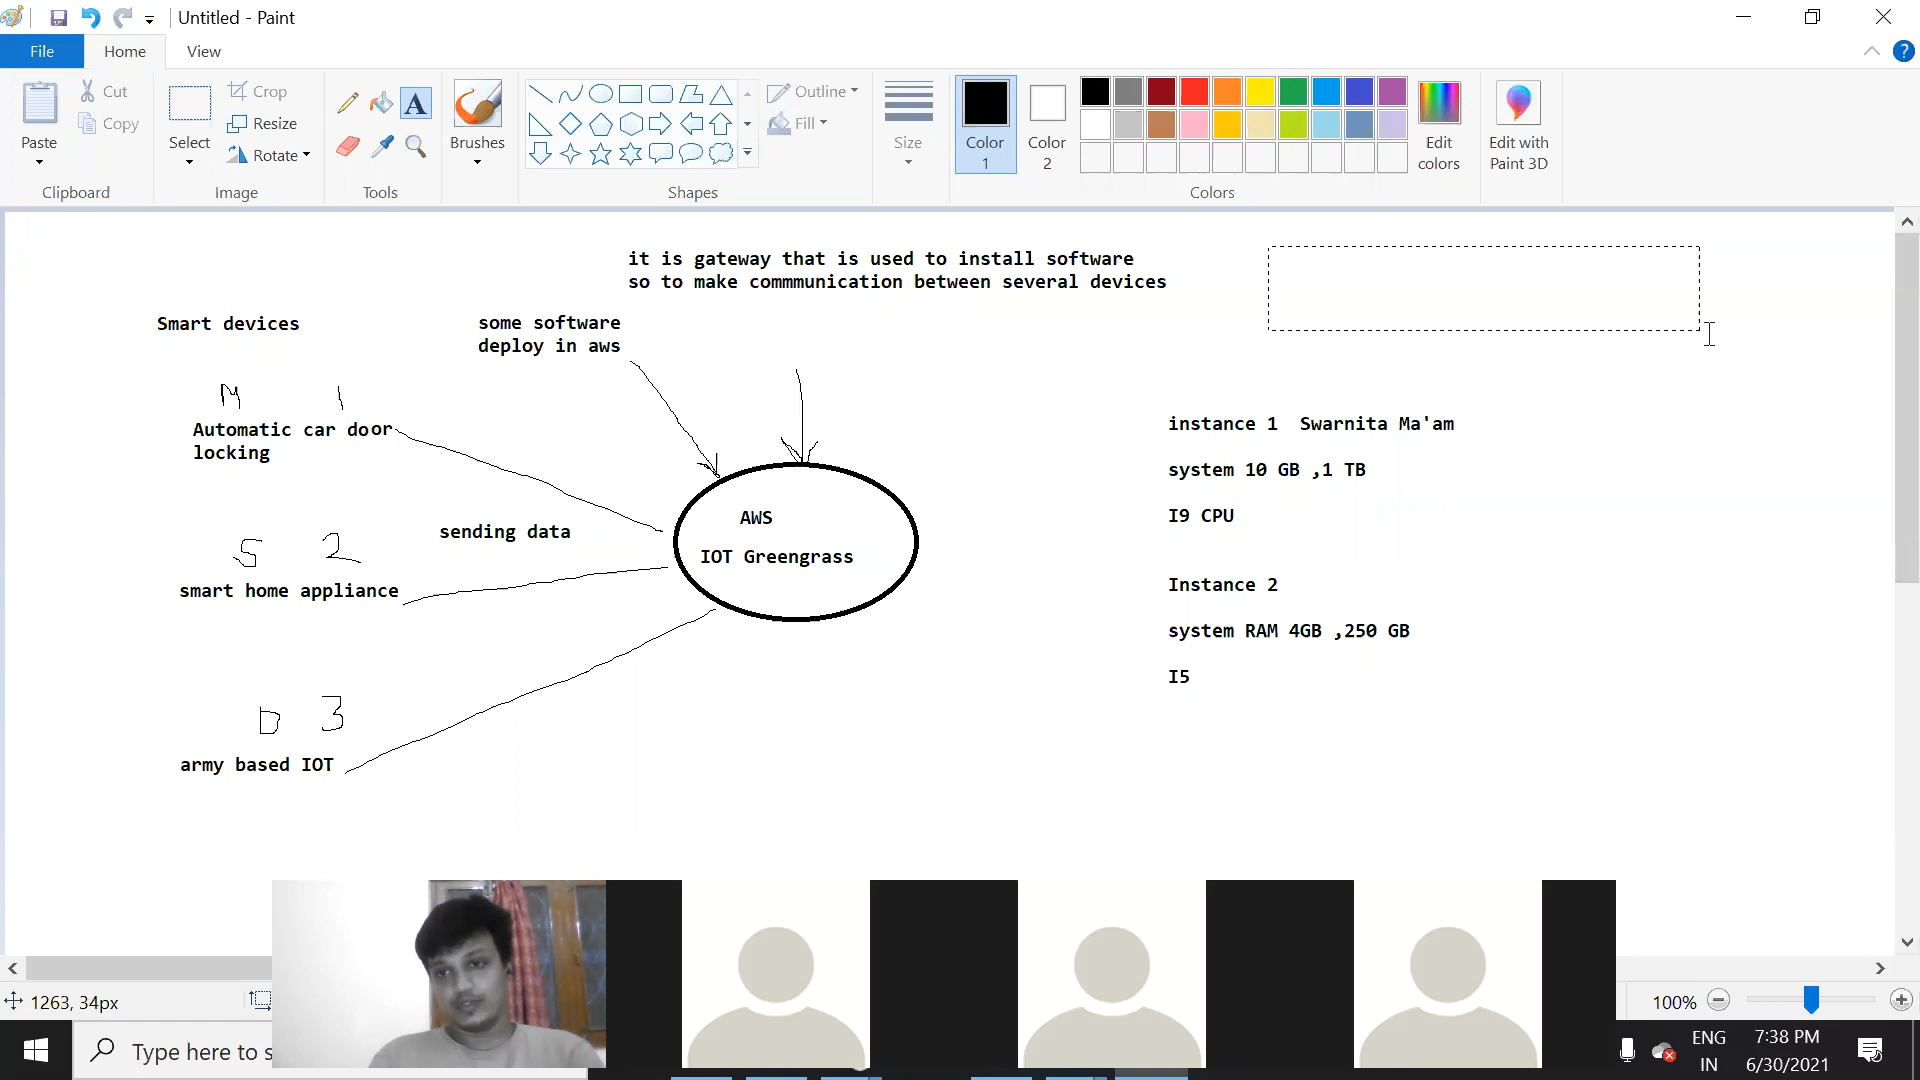 Untitled - Paint
File
Home
View
Paste
Cut
Copy
Clipboard
Select
Crop
Resize
Rotate
Image
A
Tools
Brushes
Shapes
Outline
Fill
Size
Color 1
Color 2
Edit colors
Colors
Edit with Paint 3D
?
it is gateway that is used to install software
so to make commmunication between several devices
Smart devices
some software
deploy in aws
M 1
Automatic car door
locking
sending data
S 2
smart home appliance
D 3
army based IOT
AWS
IOT Greengrass
instance 1 Swarnita Ma'am
system 10 GB ,1 TB
I9 CPU
Instance 2
system RAM 4GB ,250 GB
I5
1263, 34px
100%
Type here to s
ENG
IN
7:38 PM
6/30/2021